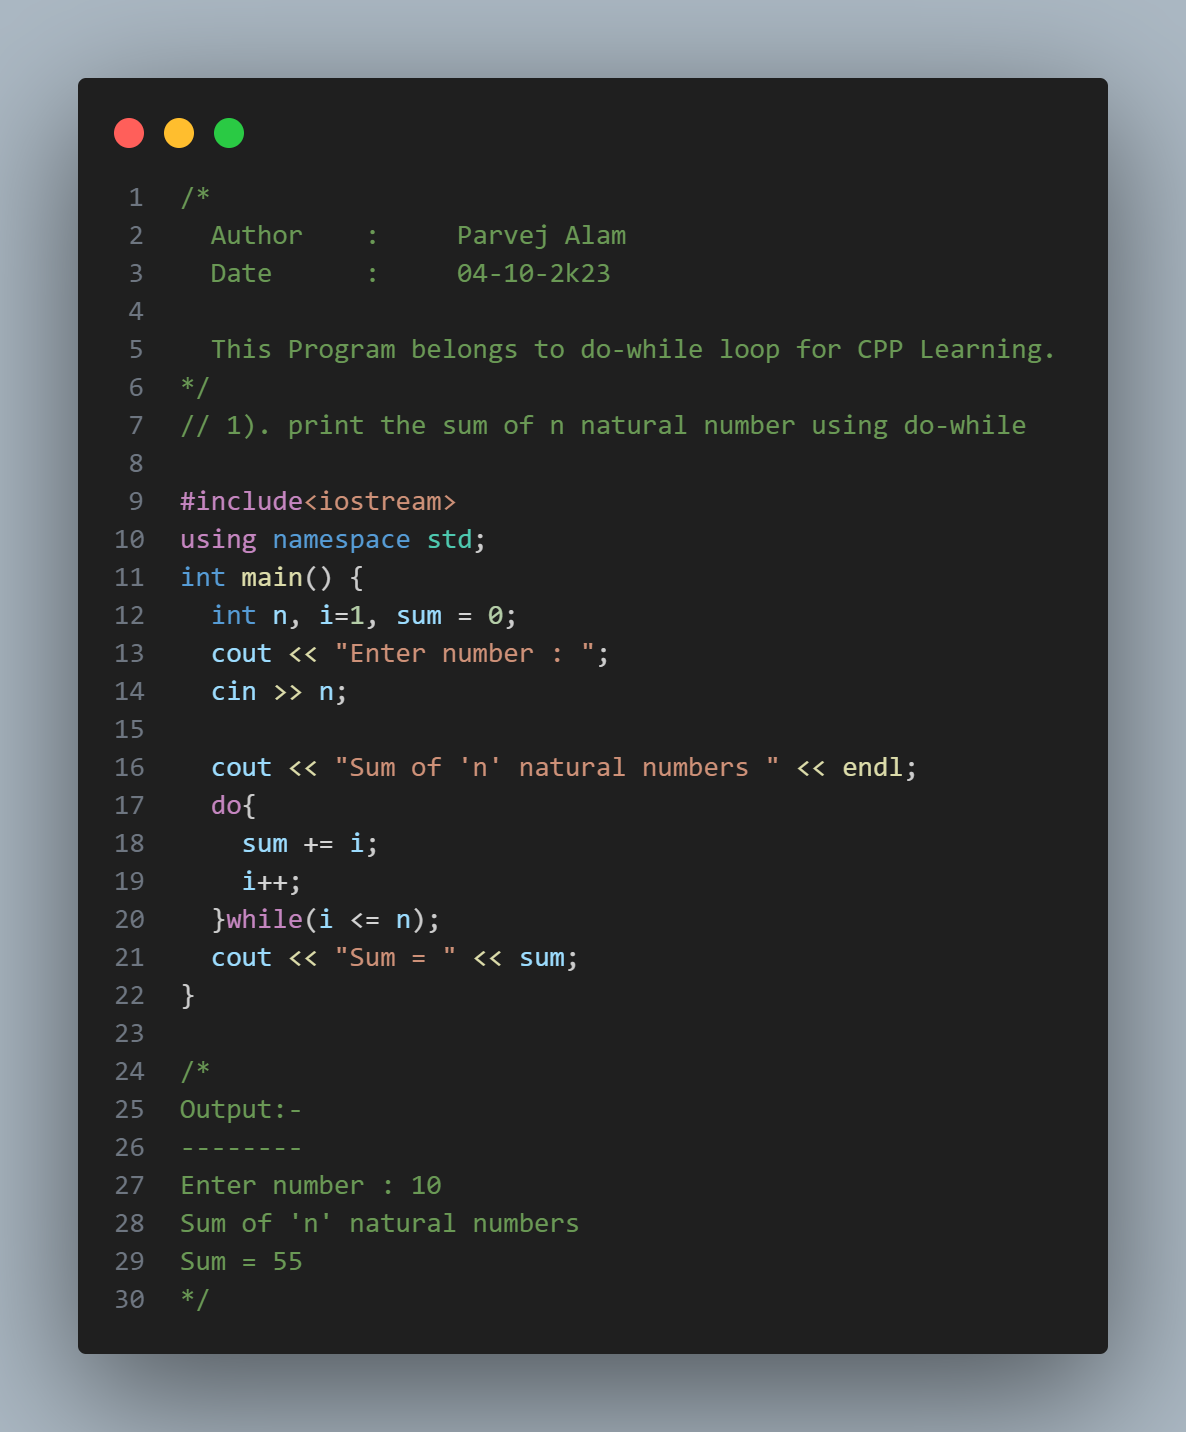 1 /*
2   Author    :     Parvej Alam
3   Date      :     04-10-2k23
4
5   This Program belongs to do-while loop for CPP Learning.
6 */
7 // 1). print the sum of n natural number using do-while
8
9 #include<iostream>
10 using namespace std;
11 int main() {
12   int n, i=1, sum = 0;
13   cout << "Enter number : ";
14   cin >> n;
15
16   cout << "Sum of 'n' natural numbers " << endl;
17   do{
18     sum += i;
19     i++;
20   }while(i <= n);
21   cout << "Sum = " << sum;
22 }
23
24 /*
25 Output:-
26 --------
27 Enter number : 10
28 Sum of 'n' natural numbers
29 Sum = 55
30 */